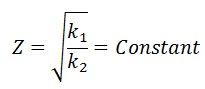 Z = √(k₁/k₂) = Constant